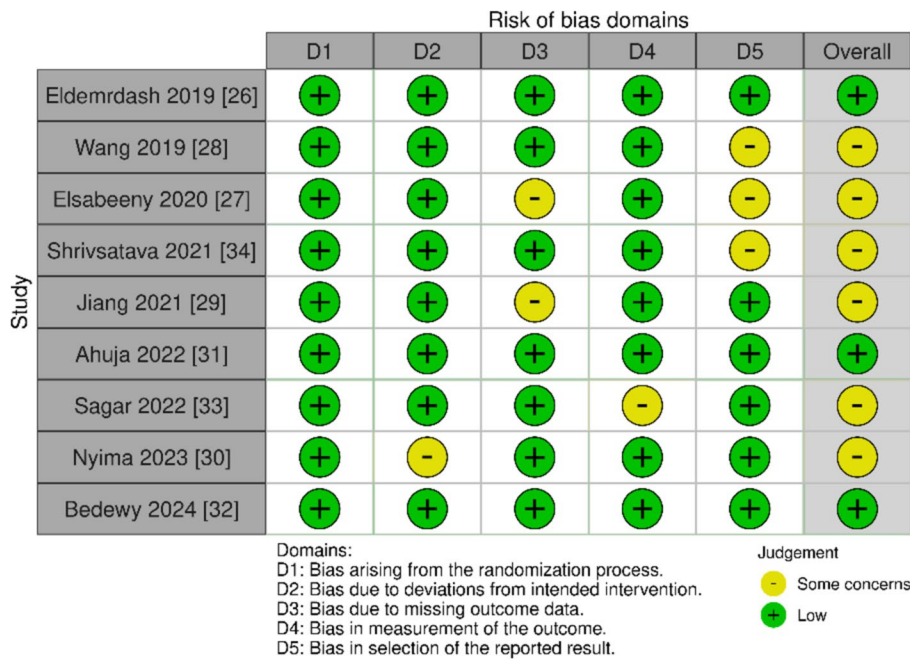 Risk of bias domains
D1 D2 D3 D4 D5 Overall
Study
Eldemrdash 2019 [26] + + + + + +
Wang 2019 [28] + + + + - -
Elsabeeny 2020 [27] + + - + - -
Shrivsatava 2021 [34] + + + + - -
Jiang 2021 [29] + + - + + -
Ahuja 2022 [31] + + + + + +
Sagar 2022 [33] + + + - + -
Nyima 2023 [30] + - + + + -
Bedewy 2024 [32] + + + + + +
Domains:
D1: Bias arising from the randomization process.
D2: Bias due to deviations from intended intervention.
D3: Bias due to missing outcome data.
D4: Bias in measurement of the outcome.
D5: Bias in selection of the reported result.
Judgement
- Some concerns
+ Low